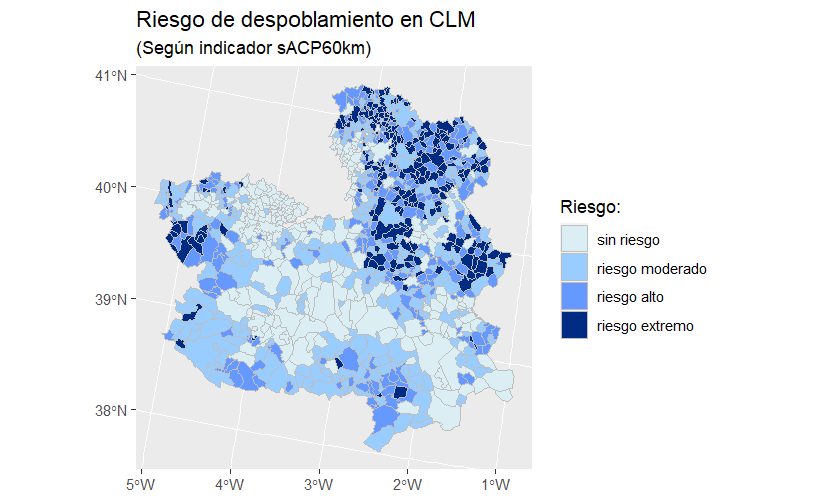 Riesgo de despoblamiento en CLM
(Según indicador sACP60km)
41°N
40°N
39°N
38°N
5°W
4°W
3°W
2°W
1°W
Riesgo:
sin riesgo
riesgo moderado
riesgo alto
riesgo extremo